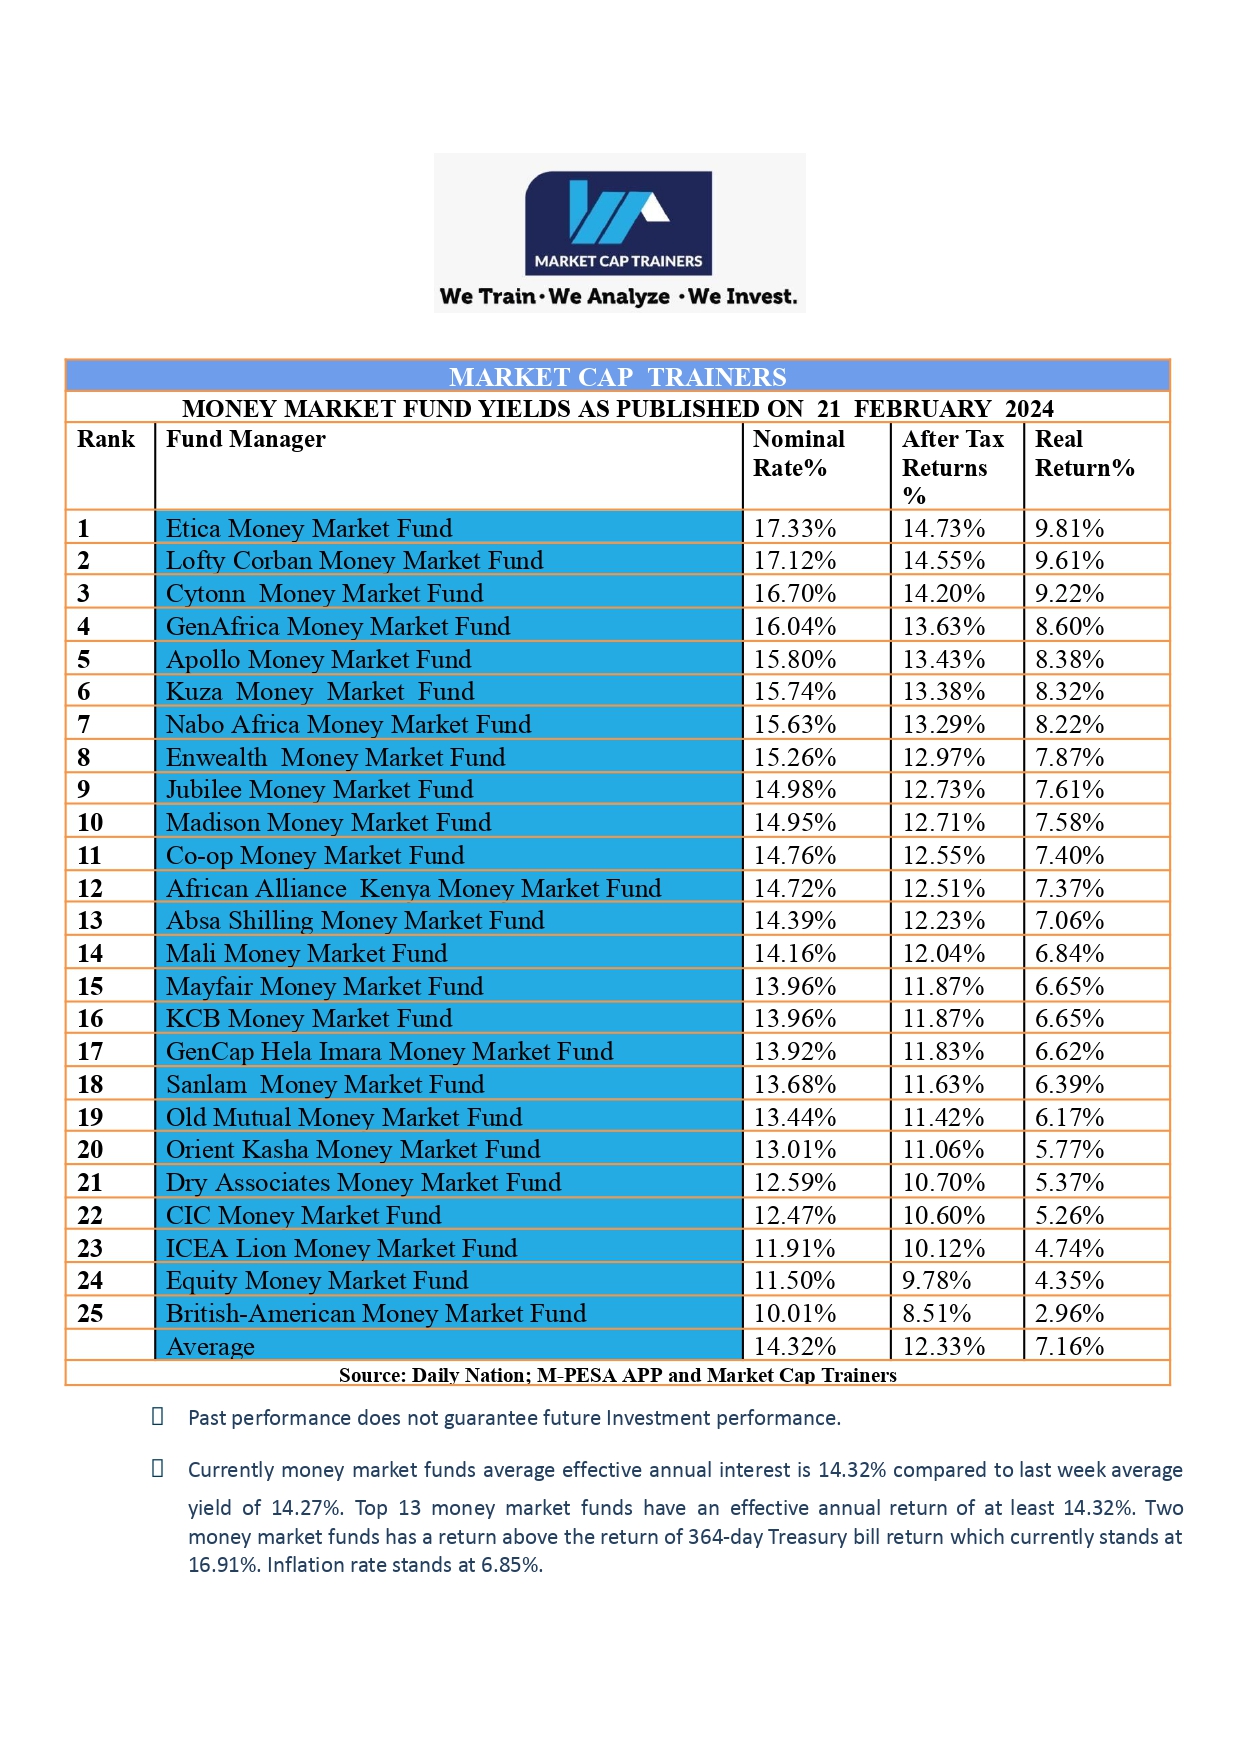 MARKET CAP TRAINERS
We Train · We Analyze · We Invest.
MARKET CAP TRAINERS
MONEY MARKET FUND YIELDS AS PUBLISHED ON 21 FEBRUARY 2024
Rank Fund Manager Nominal Rate% After Tax Returns % Real Return%
1 Etica Money Market Fund 17.33% 14.73% 9.81%
2 Lofty Corban Money Market Fund 17.12% 14.55% 9.61%
3 Cytonn Money Market Fund 16.70% 14.20% 9.22%
4 GenAfrica Money Market Fund 16.04% 13.63% 8.60%
5 Apollo Money Market Fund 15.80% 13.43% 8.38%
6 Kuza Money Market Fund 15.74% 13.38% 8.32%
7 Nabo Africa Money Market Fund 15.63% 13.29% 8.22%
8 Enwealth Money Market Fund 15.26% 12.97% 7.87%
9 Jubilee Money Market Fund 14.98% 12.73% 7.61%
10 Madison Money Market Fund 14.95% 12.71% 7.58%
11 Co-op Money Market Fund 14.76% 12.55% 7.40%
12 African Alliance Kenya Money Market Fund 14.72% 12.51% 7.37%
13 Absa Shilling Money Market Fund 14.39% 12.23% 7.06%
14 Mali Money Market Fund 14.16% 12.04% 6.84%
15 Mayfair Money Market Fund 13.96% 11.87% 6.65%
16 KCB Money Market Fund 13.96% 11.87% 6.65%
17 GenCap Hela Imara Money Market Fund 13.92% 11.83% 6.62%
18 Sanlam Money Market Fund 13.68% 11.63% 6.39%
19 Old Mutual Money Market Fund 13.44% 11.42% 6.17%
20 Orient Kasha Money Market Fund 13.01% 11.06% 5.77%
21 Dry Associates Money Market Fund 12.59% 10.70% 5.37%
22 CIC Money Market Fund 12.47% 10.60% 5.26%
23 ICEA Lion Money Market Fund 11.91% 10.12% 4.74%
24 Equity Money Market Fund 11.50% 9.78% 4.35%
25 British-American Money Market Fund 10.01% 8.51% 2.96%
Average 14.32% 12.33% 7.16%
Source: Daily Nation; M-PESA APP and Market Cap Trainers
Past performance does not guarantee future Investment performance.
Currently money market funds average effective annual interest is 14.32% compared to last week average
yield of 14.27%. Top 13 money market funds have an effective annual return of at least 14.32%. Two
money market funds has a return above the return of 364-day Treasury bill return which currently stands at
16.91%. Inflation rate stands at 6.85%.